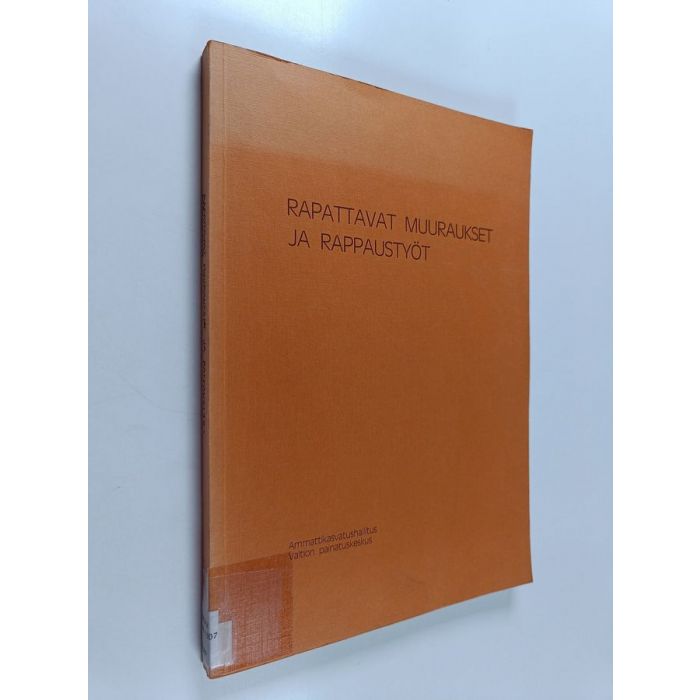 RAPATTAVAT MUURAUKSET
JA RAPPAUSTYÖT
Ammattikasvatushallitus
Valtion painatuskeskus